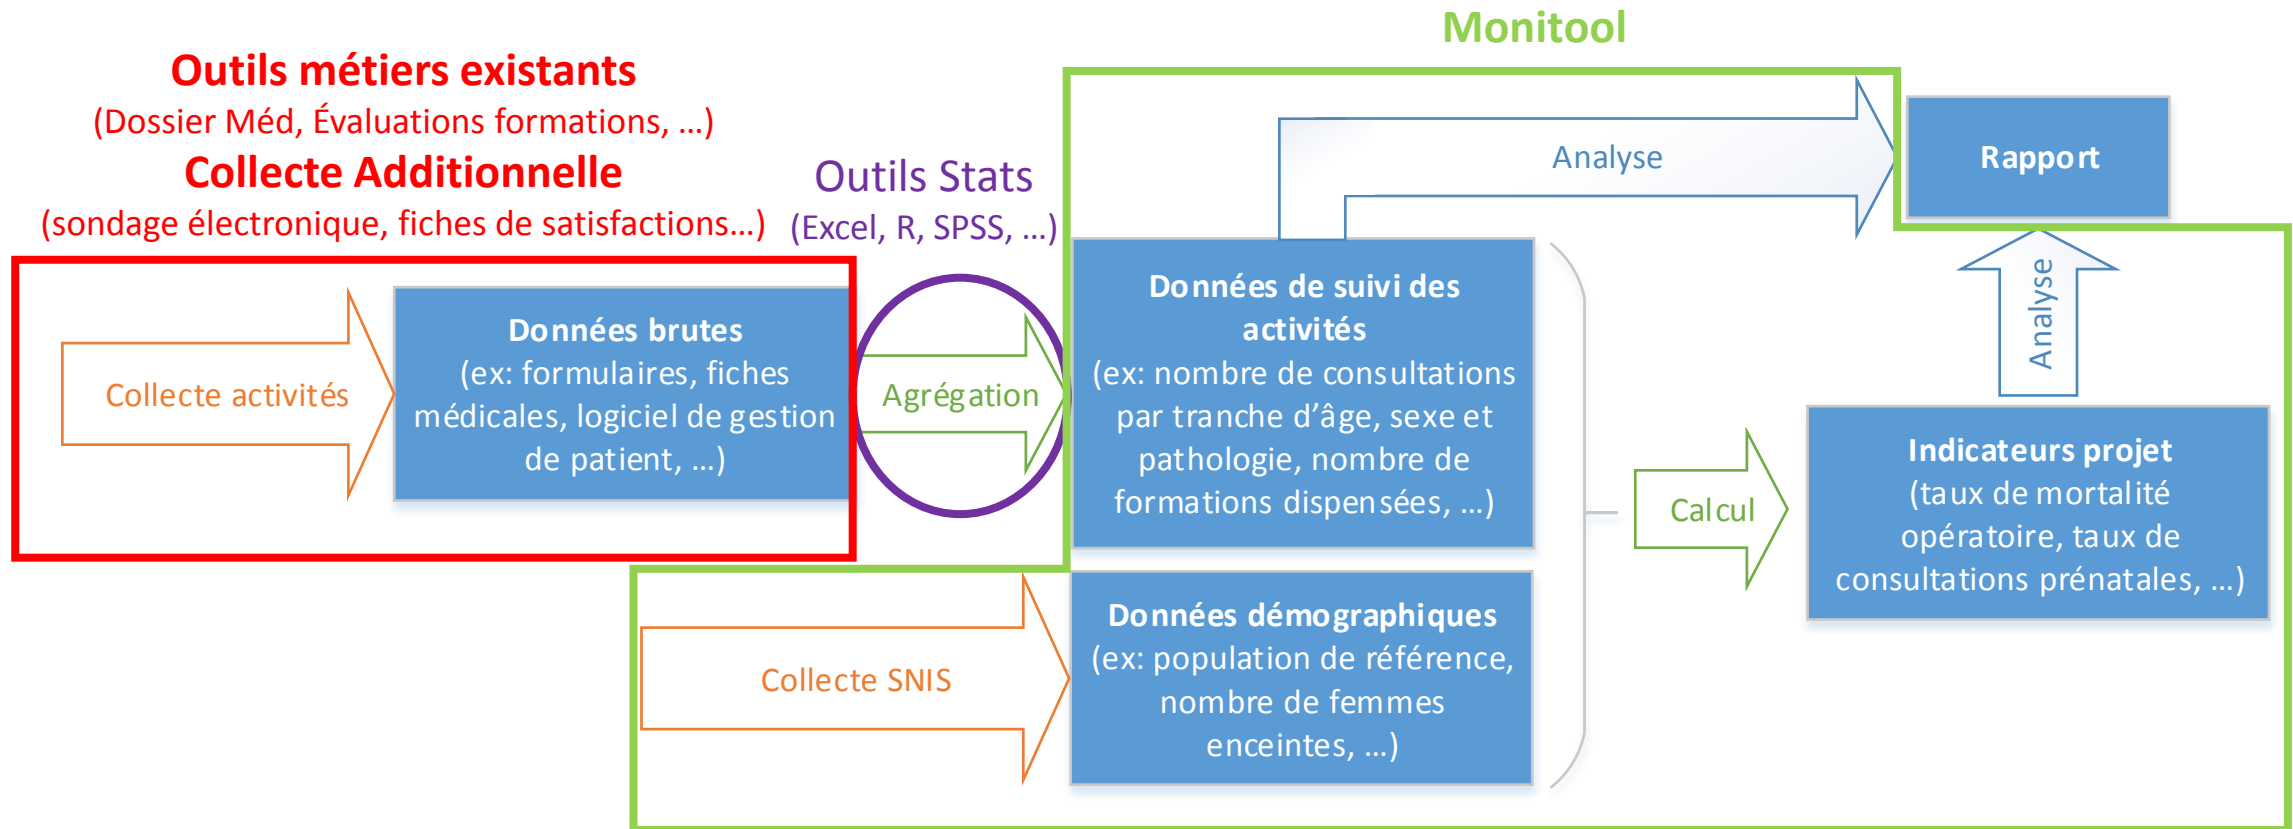 Monitool
Outils métiers existants
(Dossier Méd, Évaluations formations, …)
Collecte Additionnelle
(sondage électronique, fiches de satisfactions…)
Outils Stats
(Excel, R, SPSS, …)
Analyse
Rapport
Collecte activités
Données brutes
(ex: formulaires, fiches
médicales, logiciel de gestion
de patient, …)
Agrégation
Données de suivi des
activités
(ex: nombre de consultations
par tranche d’âge, sexe et
pathologie, nombre de
formations dispensées, …)
Analyse
Calcul
Indicateurs projet
(taux de mortalité
opératoire, taux de
consultations prénatales, …)
Collecte SNIS
Données démographiques
(ex: population de référence,
nombre de femmes
enceintes, …)